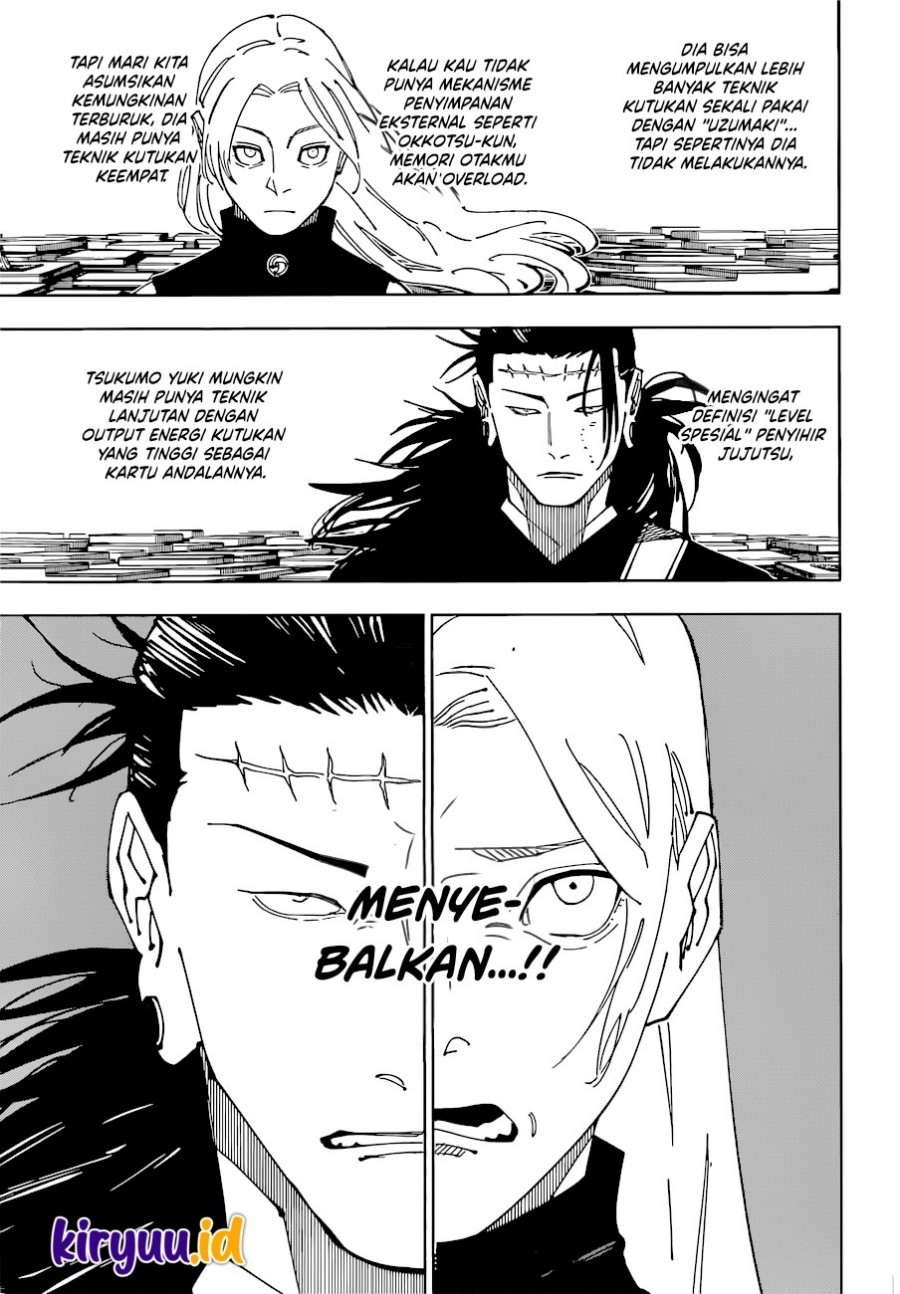 DIA BISA
MENGUMPULKAN LEBIH
BANYAK TEKNIK
KUTUKAN SEKALI PAKAI
DENGAN "UZUMAKI"...
TAPI SEPERTINYA DIA
TIDAK MELAKUKANNYA.
KALAU KAU TIDAK
PUNYA MEKANISME
PENYIMPANAN
EKSTERNAL SEPERTI
OKKOTSU-KUN,
MEMORI OTAKMU
AKAN OVERLOAD.
TAPI MARI KITA
ASUMSIKAN
KEMUNGKINAN
TERBURUK, DIA
MASIH PUNYA
TEKNIK KUTUKAN
KEEMPAT.
MENGINGAT
DEFINISI "LEVEL
SPESIAL" PENYIHIR
JUJUTSU,
TSUKUMO YUKI MUNGKIN
MASIH PUNYA TEKNIK
LANJUTAN DENGAN
OUTPUT ENERGI KUTUKAN
YANG TINGGI SEBAGAI
KARTU ANDALANNYA.
MENYE-
BALKAN...!!
kiryuu.id